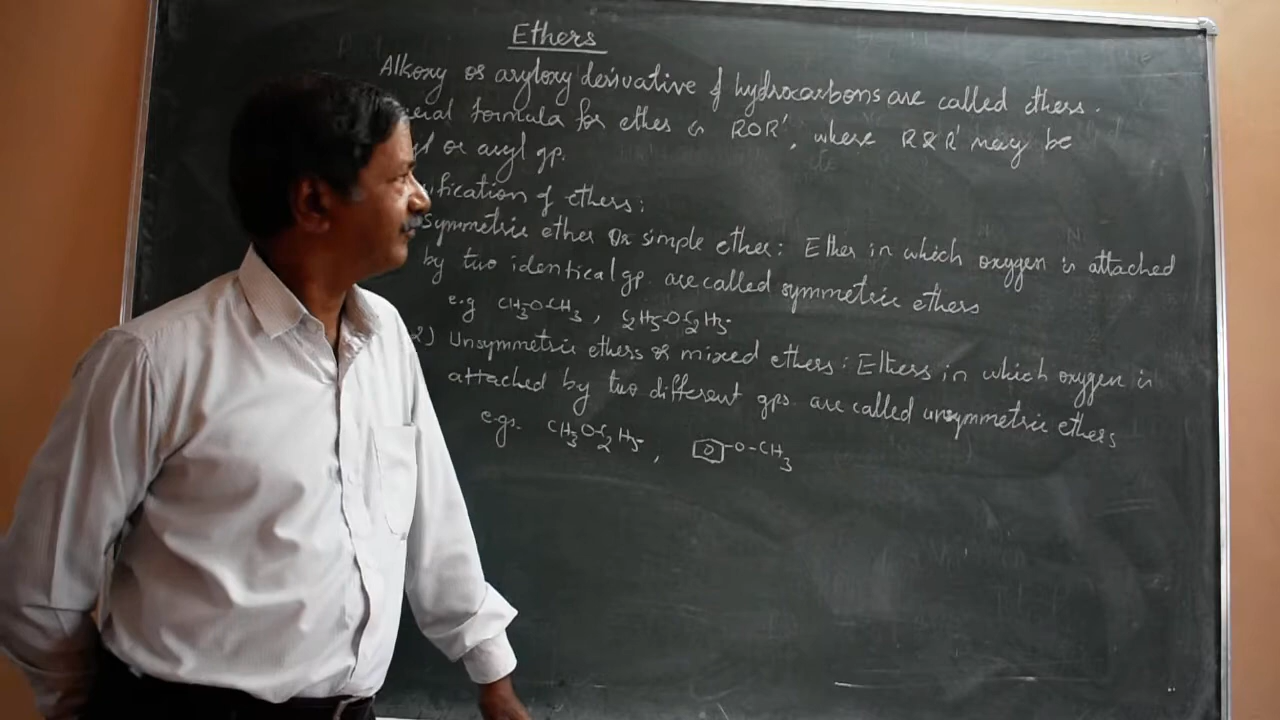 Ethers
Alkoxy or aryloxy derivative of hydrocarbons are called ethers.
formula for ether is ROR', where R & R' may be
or aryl gp.
of ethers:
Symmetric ether or simple ether: Ether in which oxygen is attached
by two identical gp. are called symmetric ethers
e.g CH3-O-CH3, C2H5-O-C2H5.
2) Unsymmetric ethers or mixed ethers: Ethers in which oxygen is
attached by two different gps. are called unsymmetric ethers
e.gs. CH3-O-C2H5, -O-CH3